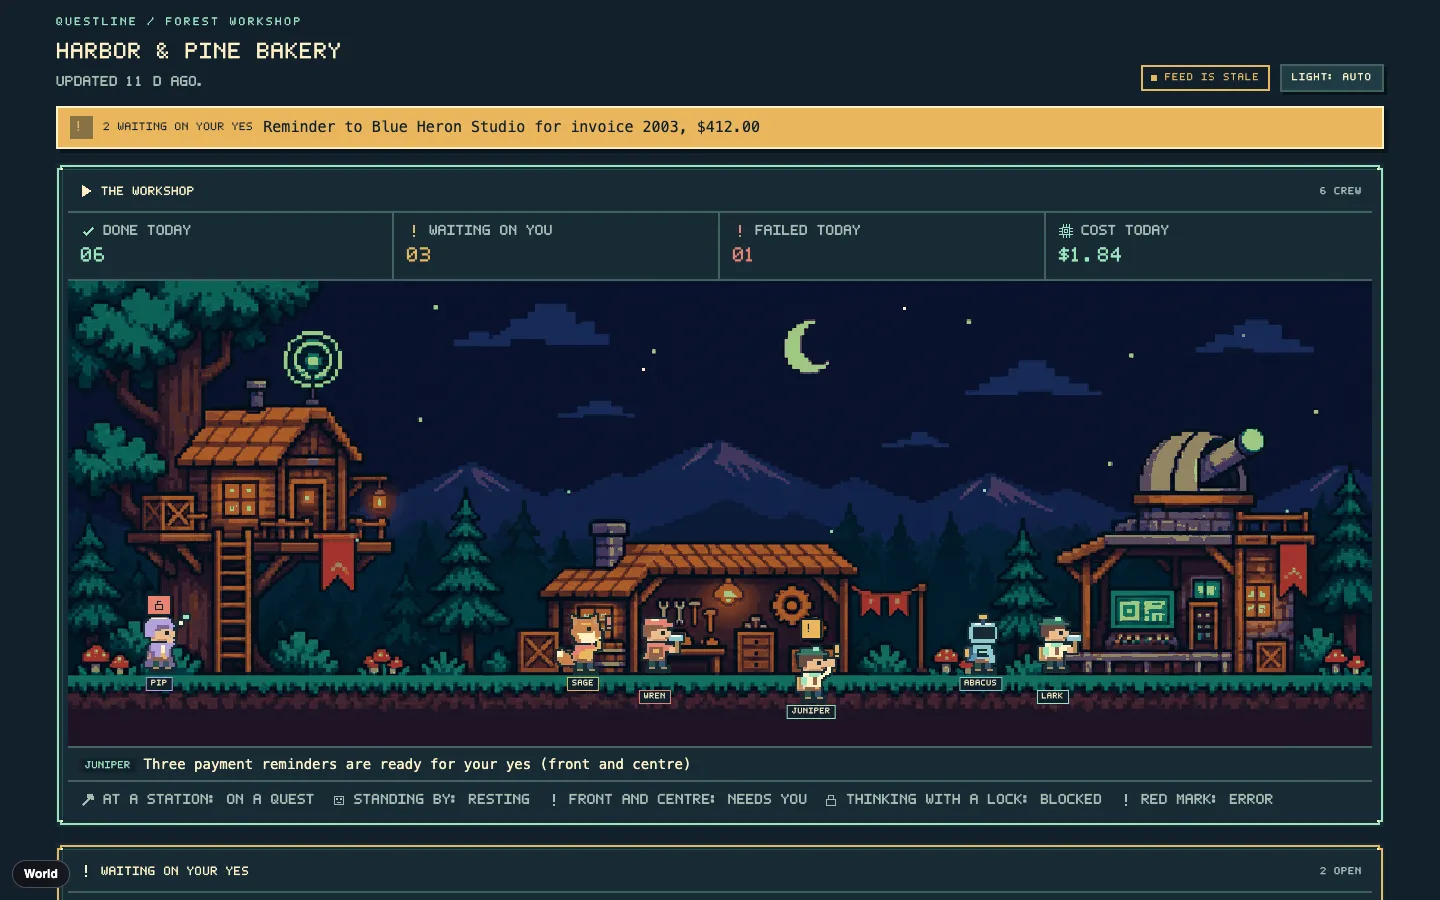 QUESTLINE / FOREST WORKSHOP
HARBOR & PINE BAKERY
UPDATED 11 D AGO.
FEED IS STALE
LIGHT: AUTO
! 2 WAITING ON YOUR YES Reminder to Blue Heron Studio for invoice 2003, $412.00
THE WORKSHOP
6 CREW
DONE TODAY
06
! WAITING ON YOU
03
! FAILED TODAY
01
COST TODAY
$1.84
!
PIP
SAGE
WREN
JUNIPER
ABACUS
LARK
JUNIPER Three payment reminders are ready for your yes (front and centre)
AT A STATION: ON A QUEST STANDING BY: RESTING ! FRONT AND CENTRE: NEEDS YOU THINKING WITH A LOCK: BLOCKED ! RED MARK: ERROR
World
! WAITING ON YOUR YES
2 OPEN